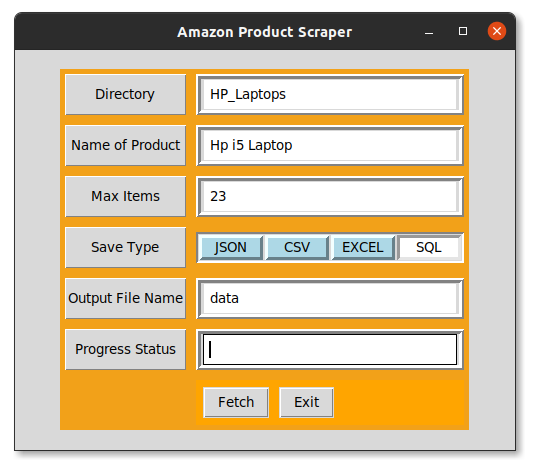 Amazon Product Scraper
Directory HP_Laptops
Name of Product Hp i5 Laptop
Max Items 23
Save Type JSON CSV EXCEL SQL
Output File Name data
Progress Status
Fetch Exit